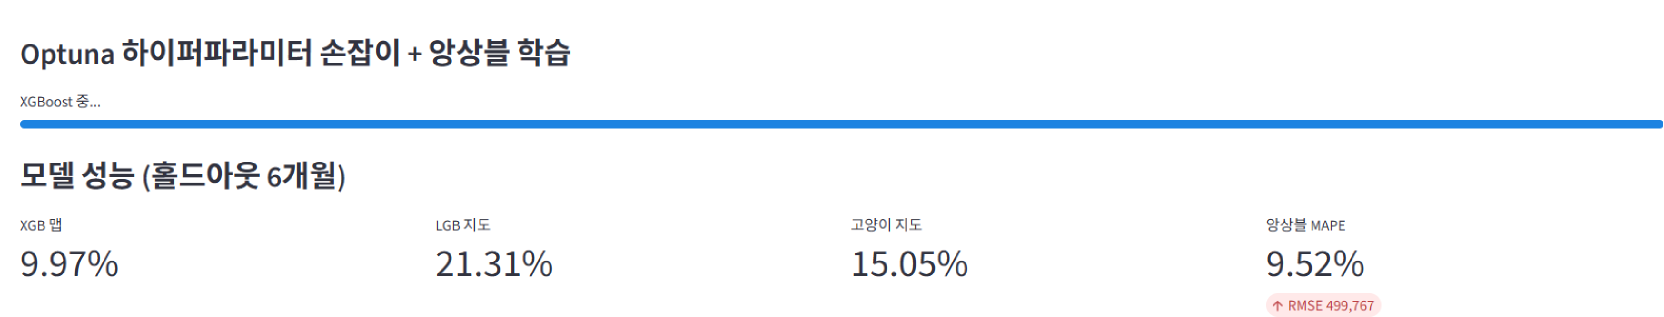 Optuna 하이퍼파라미터 손잡이 + 앙상블 학습
XGBoost 중...
모델 성능 (홀드아웃 6개월)
XGB 맵
9.97%
LGB 지도
21.31%
고양이 지도
15.05%
앙상블 MAPE
9.52%
↑ RMSE 499,767